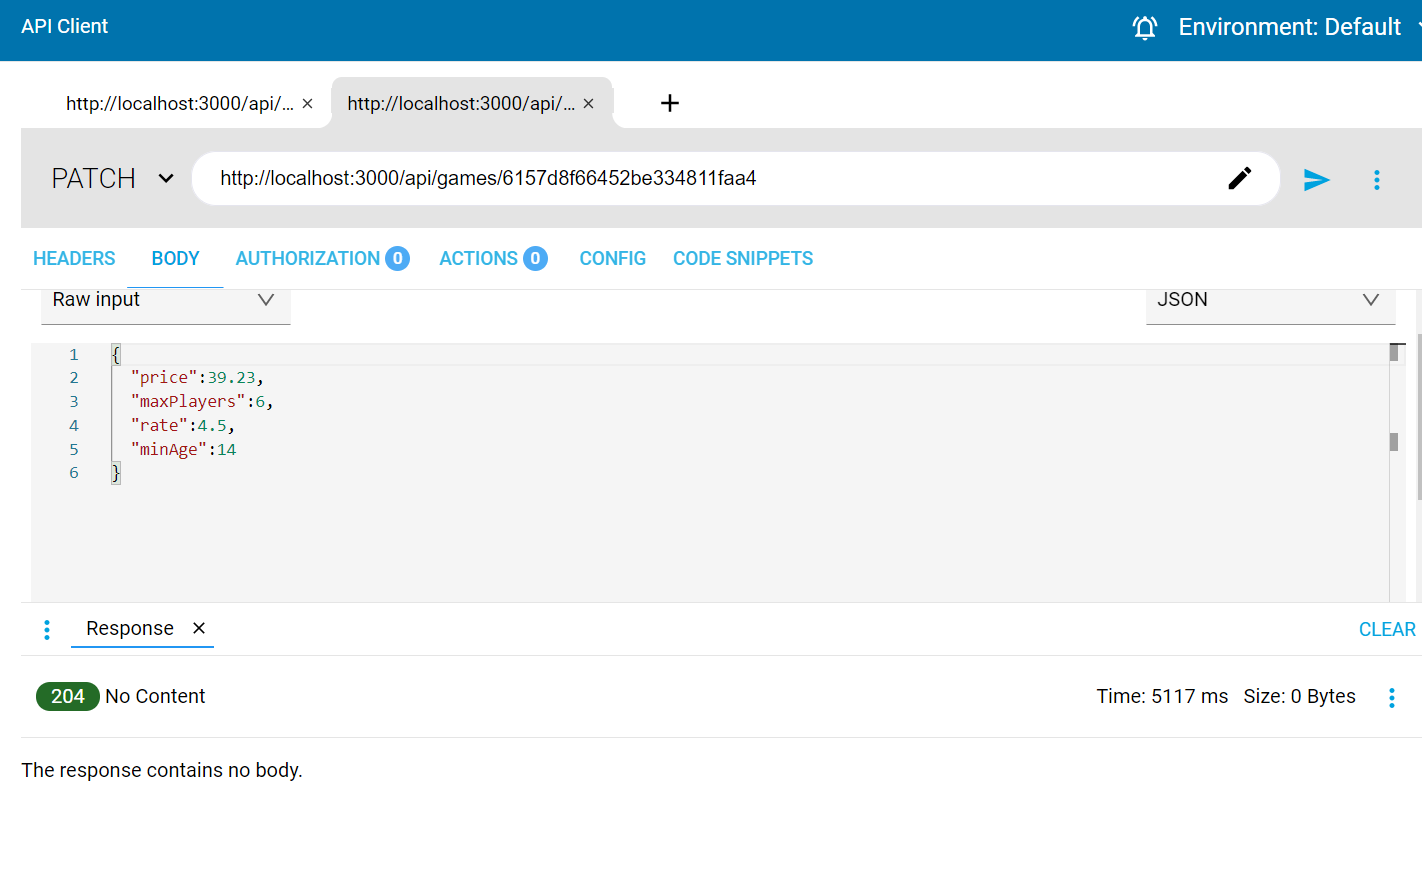 API Client
Environment: Default
http://localhost:3000/api/... ×
http://localhost:3000/api/... ×
+
PATCH
http://localhost:3000/api/games/6157d8f66452be334811faa4
HEADERS BODY AUTHORIZATION 0 ACTIONS 0 CONFIG CODE SNIPPETS
Raw input
JSON
1 {
2 "price":39.23,
3 "maxPlayers":6,
4 "rate":4.5,
5 "minAge":14
6 }
Response ×
CLEAR
204 No Content
Time: 5117 ms Size: 0 Bytes
The response contains no body.